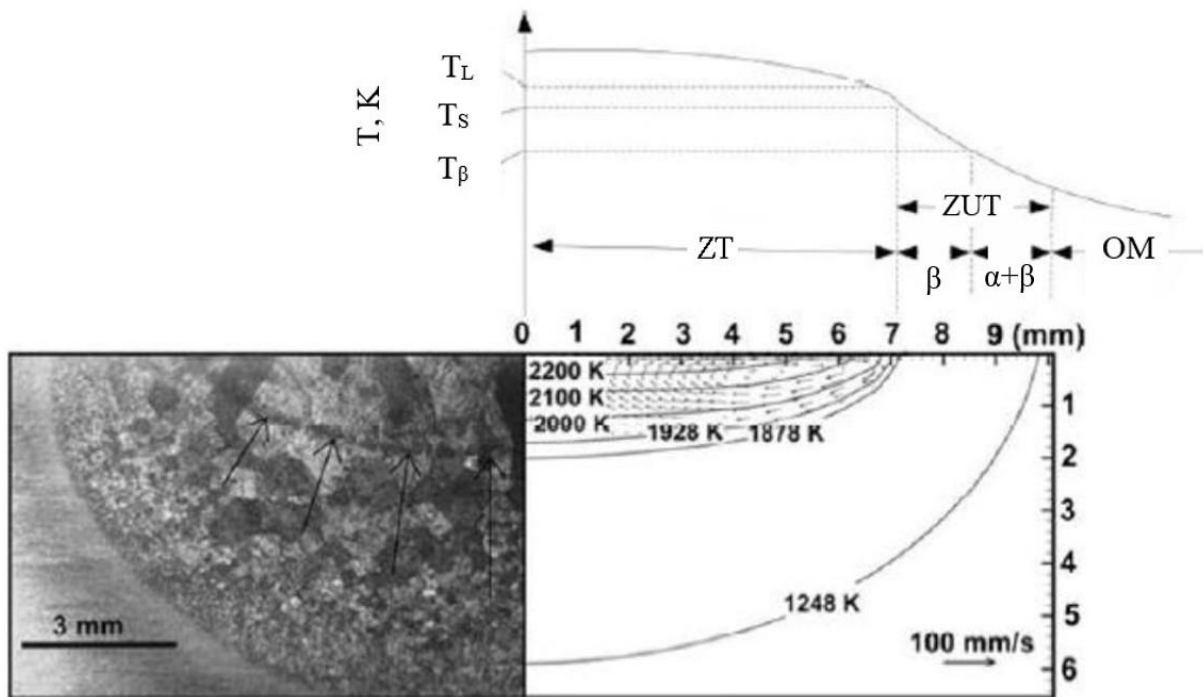 T, K
T_L
T_S
T_β
ZUT
ZT
OM
β
α+β
0 1 2 3 4 5 6 7 8 9 (mm)
2200 K
2100 K
2000 K
1928 K
1878 K
1
2
3
4
1248 K
5
3 mm
100 mm/s
6